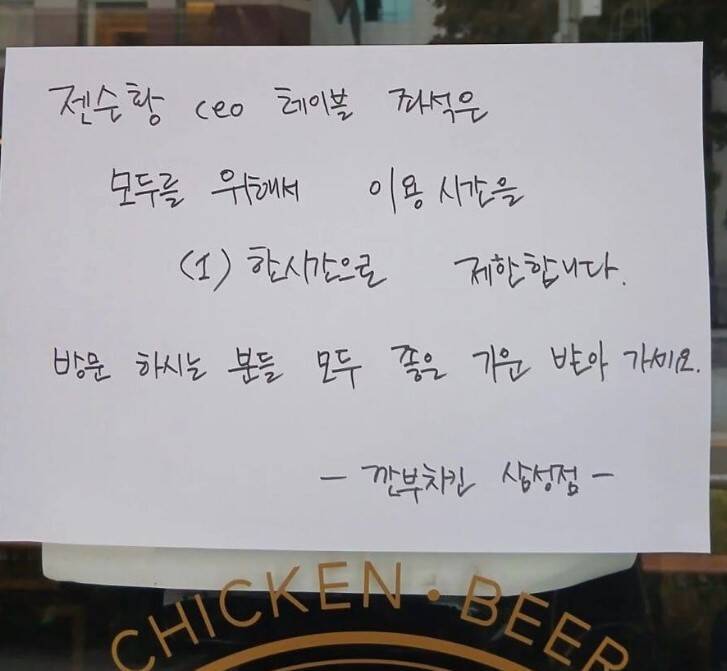 젠슨황 ceo 테이블 좌석은
모두를 위해서 이용 시간을
(1) 한시간으로 제한합니다.
방문 하시는 분들 모두 좋은 기운 받아 가세요.
- 깐부치킨 삼성점 -
CHICKEN • BEER